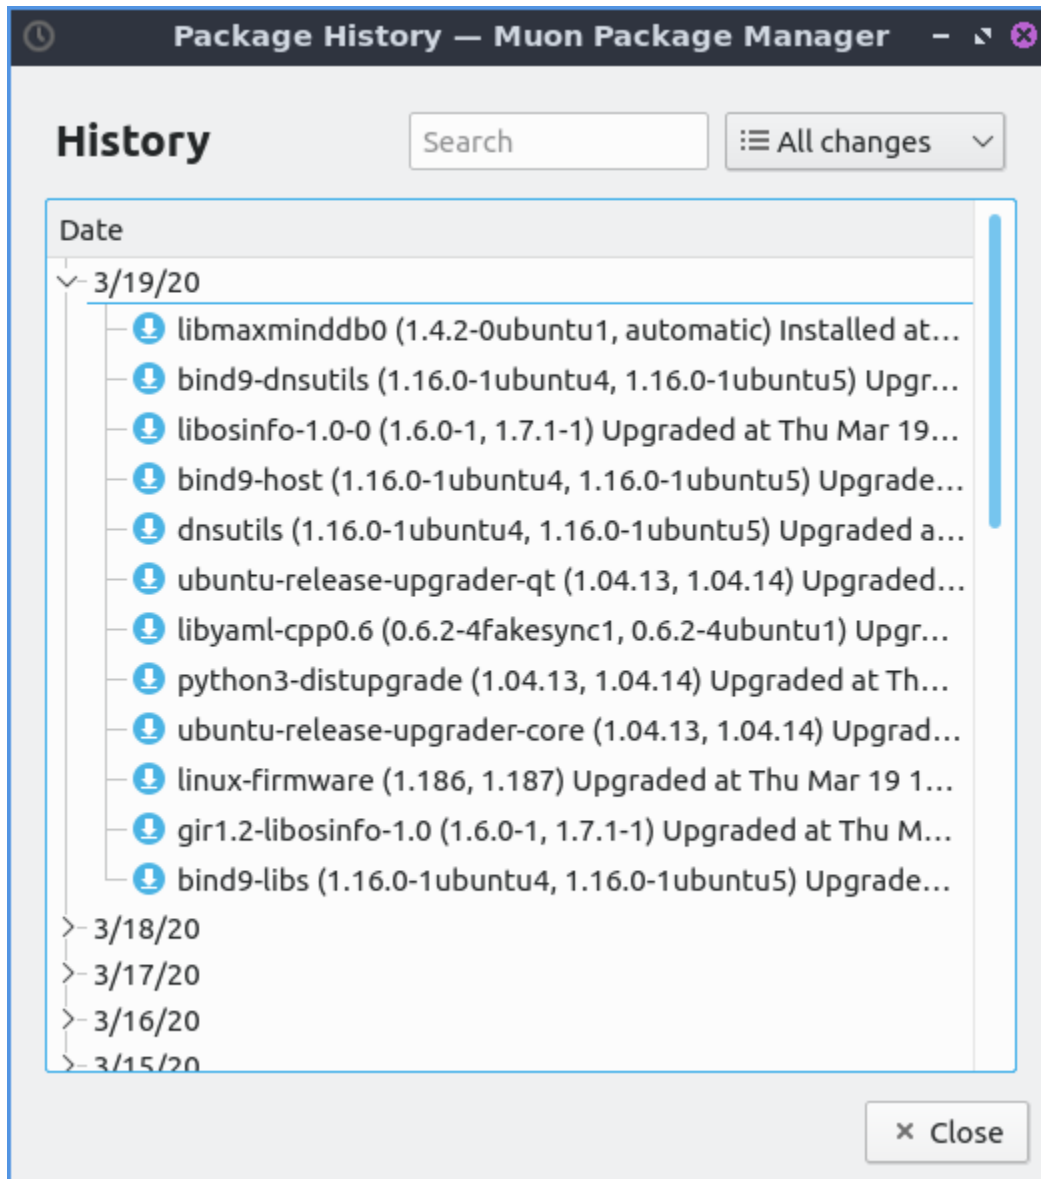 Package History — Muon Package Manager
History
Search
All changes
Date
3/19/20
libmaxminddb0 (1.4.2-0ubuntu1, automatic) Installed at...
bind9-dnsutils (1.16.0-1ubuntu4, 1.16.0-1ubuntu5) Upgr...
libosinfo-1.0-0 (1.6.0-1, 1.7.1-1) Upgraded at Thu Mar 19...
bind9-host (1.16.0-1ubuntu4, 1.16.0-1ubuntu5) Upgrade...
dnsutils (1.16.0-1ubuntu4, 1.16.0-1ubuntu5) Upgraded a...
ubuntu-release-upgrader-qt (1.04.13, 1.04.14) Upgraded...
libyaml-cpp0.6 (0.6.2-4fakesync1, 0.6.2-4ubuntu1) Upgr...
python3-distupgrade (1.04.13, 1.04.14) Upgraded at Th...
ubuntu-release-upgrader-core (1.04.13, 1.04.14) Upgrad...
linux-firmware (1.186, 1.187) Upgraded at Thu Mar 19 1...
gir1.2-libosinfo-1.0 (1.6.0-1, 1.7.1-1) Upgraded at Thu M...
bind9-libs (1.16.0-1ubuntu4, 1.16.0-1ubuntu5) Upgrade...
3/18/20
3/17/20
3/16/20
3/15/20
Close